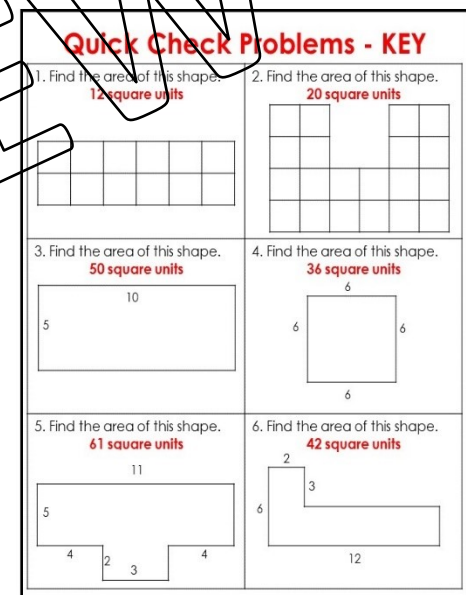 EW
Quick Check Problems - KEY
1. Find the area of this shape.
12 square units
2. Find the area of this shape.
20 square units
3. Find the area of this shape.
50 square units
10
5
4. Find the area of this shape.
36 square units
6
6
6
6
5. Find the area of this shape.
61 square units
11
5
4
2
3
4
6. Find the area of this shape.
42 square units
2
3
6
12